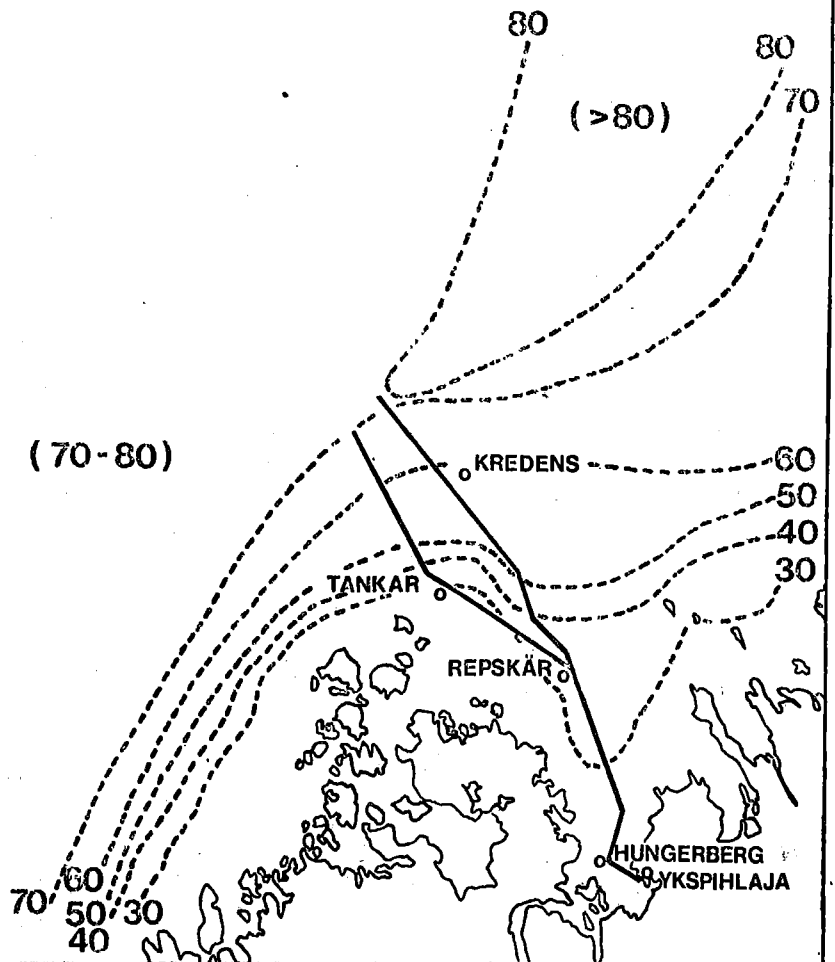 80
80
(>80)
70
(70-80)
KREDENS
60
50
40
30
TANKAR
REPSKÄR
HUNGERBERG
YKSPIHLAJA
70
60
50
40
30